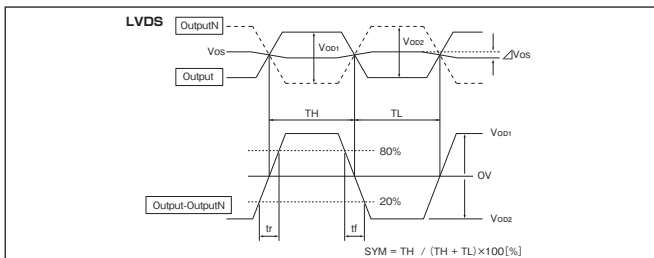 LVDS
OutputN
VOD1
VOD2
VOS
⊿VOS
Output
TH
TL
VOD1
80%
0V
20%
Output-OutputN
VOD2
tr
tf
SYM = TH / (TH + TL)×100[%]